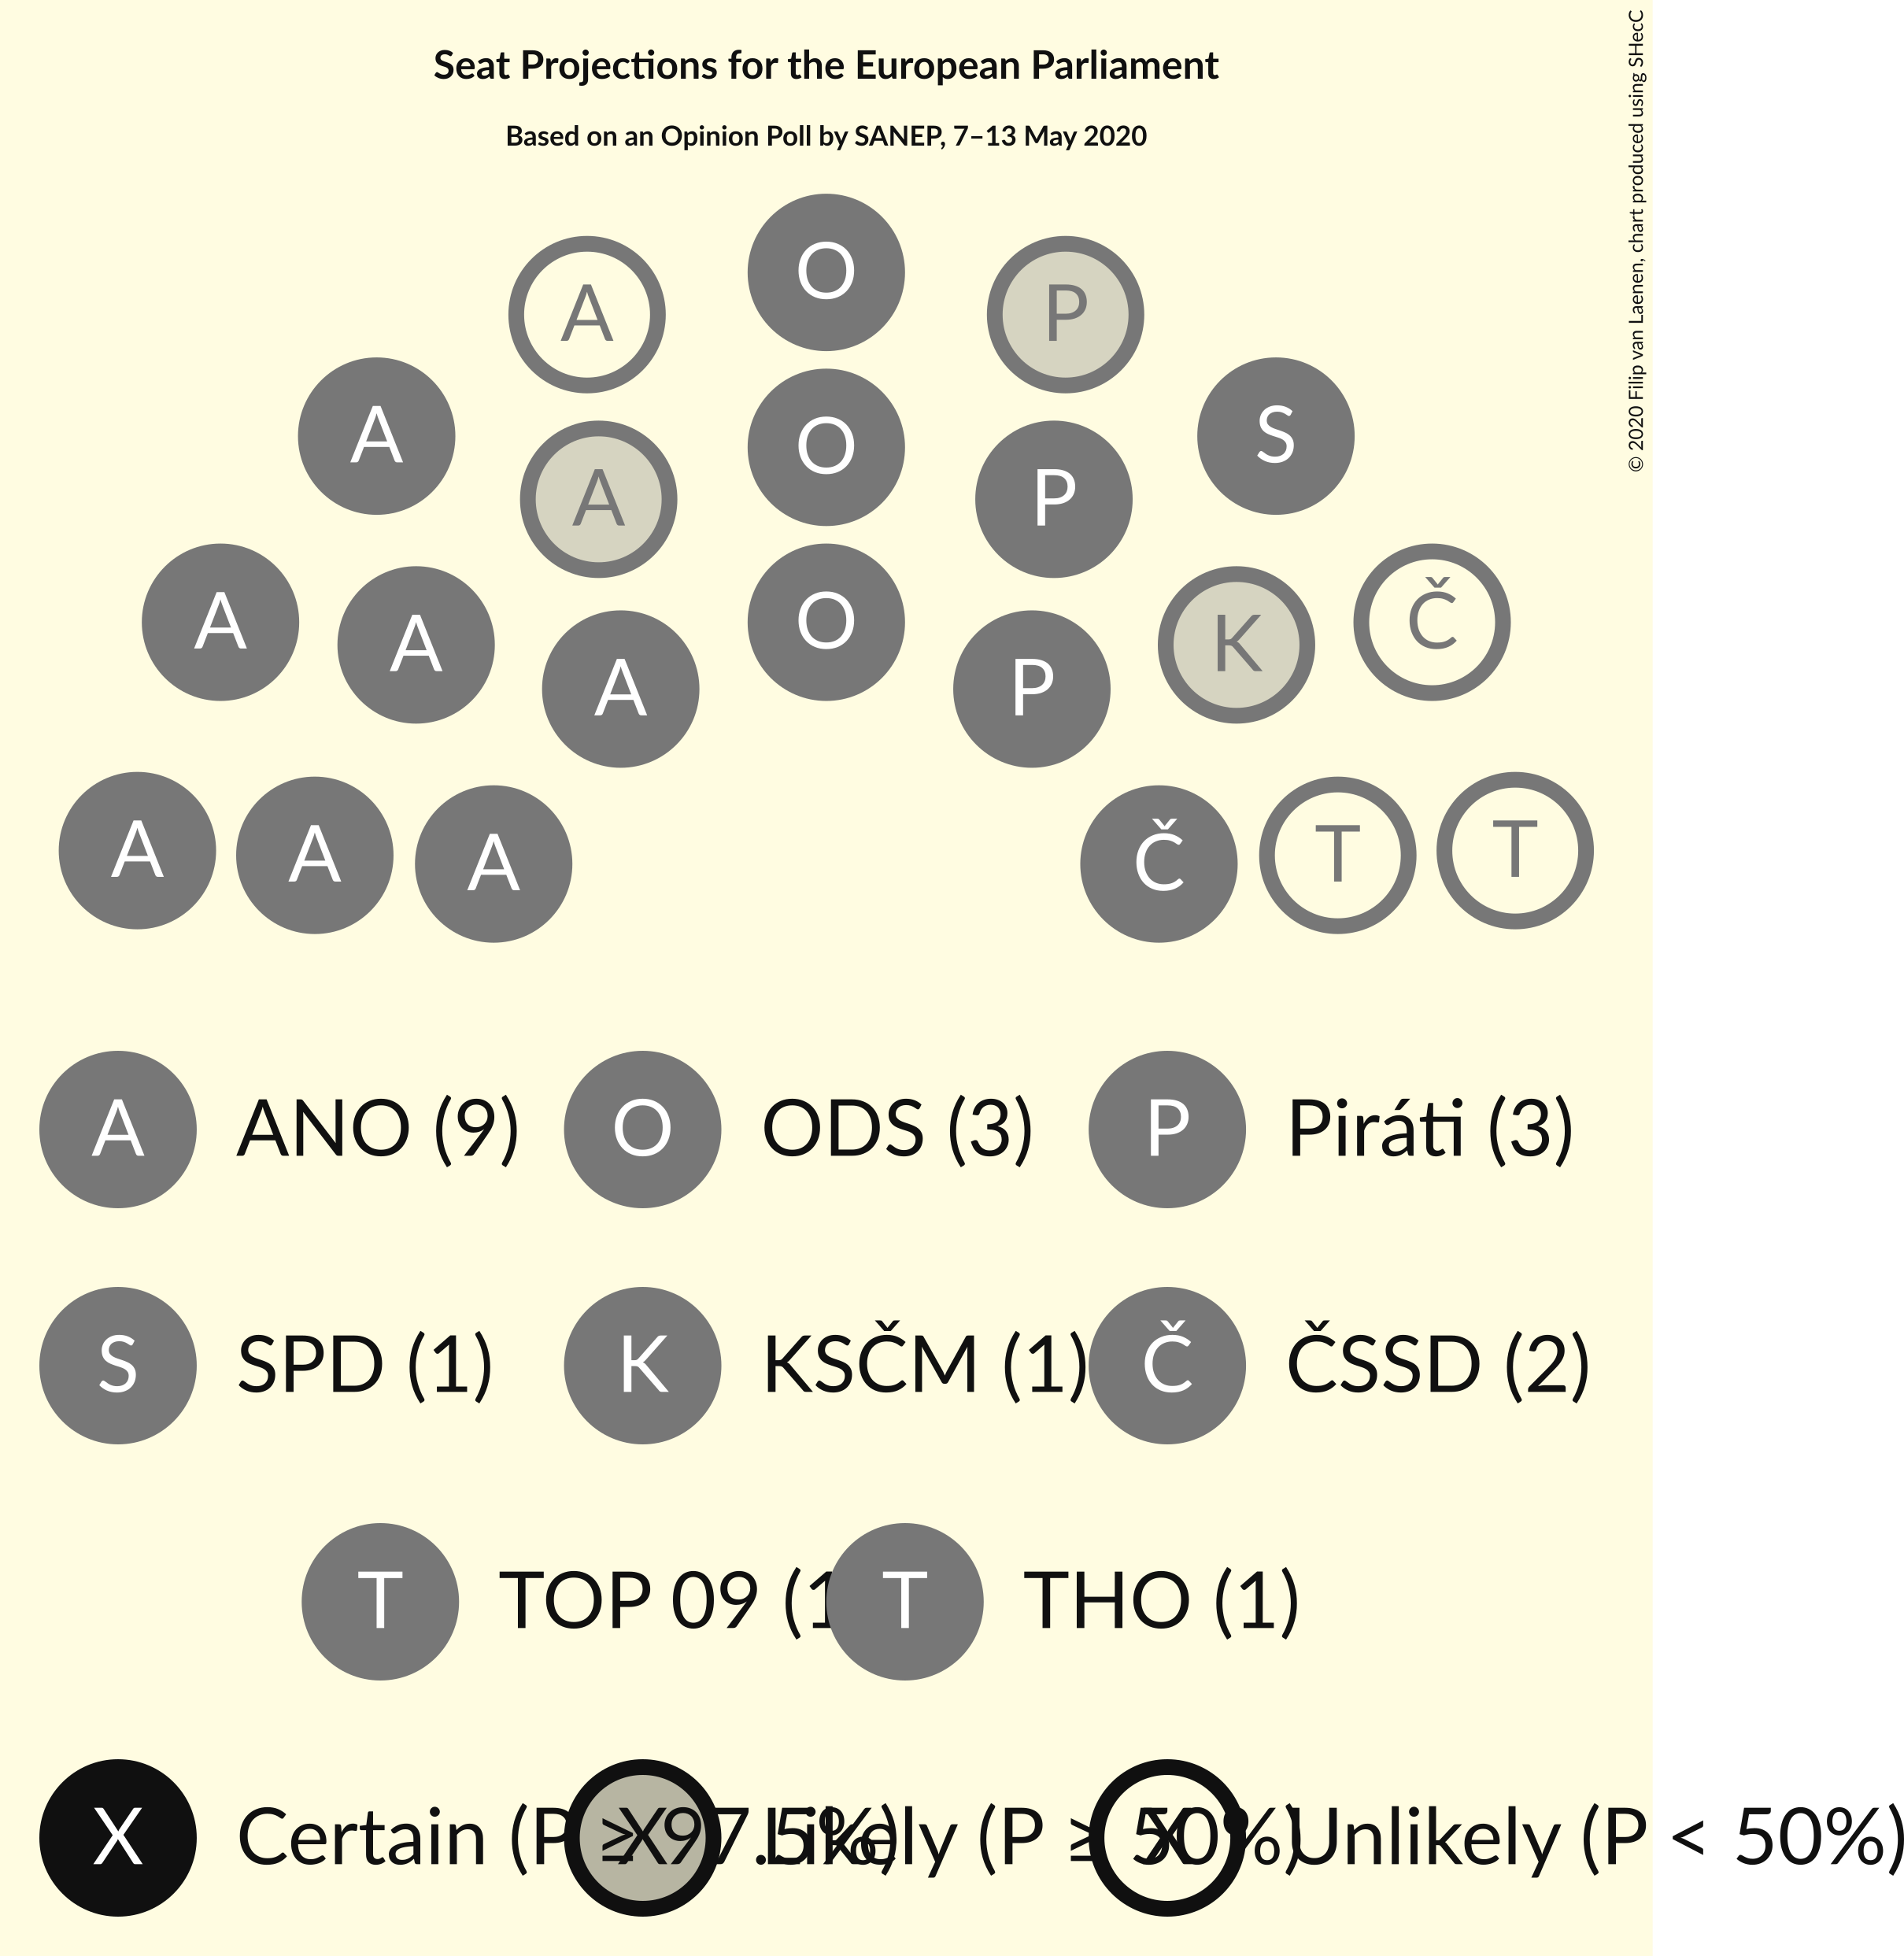 Seat Projections for the European Parliament
Based on an Opinion Poll by SANEP, 7–13 May 2020
© 2020 Filip van Laenen, chart produced using SHecC
O
A P
O
A S
A P
A O Č
A K
A P
A A A Č T T
A ANO (9) O ODS (3) P Piráti (3)
S SPD (1) K KSČM (1) Č ČSSD (2)
T TOP 09 (1 T THO (1)
X Certain (P ≥ 97.5%) X Likely (P ≥ 50%) X Unlikely (P < 50%)